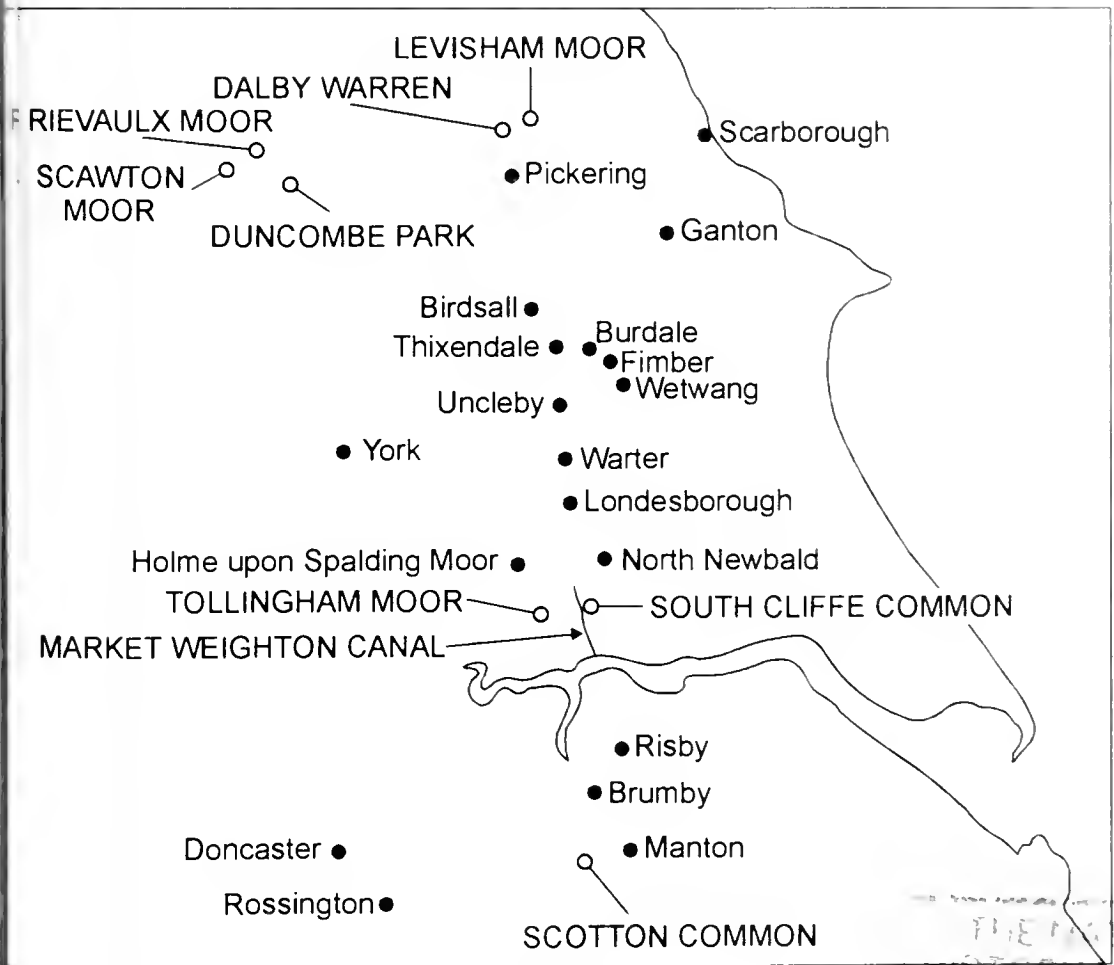 LEVISHAM MOOR
DALBY WARREN
RIEVAULX MOOR
Scarborough
SCAWTON
MOOR
Pickering
DUNCOMBE PARK
Ganton
Birdsall
Thixendale
Burdale
Fimber
Wetwang
Uncleby
York
Warter
Londesborough
Holme upon Spalding Moor
North Newbald
TOLLINGHAM MOOR
SOUTH CLIFFE COMMON
MARKET WEIGHTON CANAL
Risby
Brumby
Doncaster
Manton
Rossington
SCOTTON COMMON